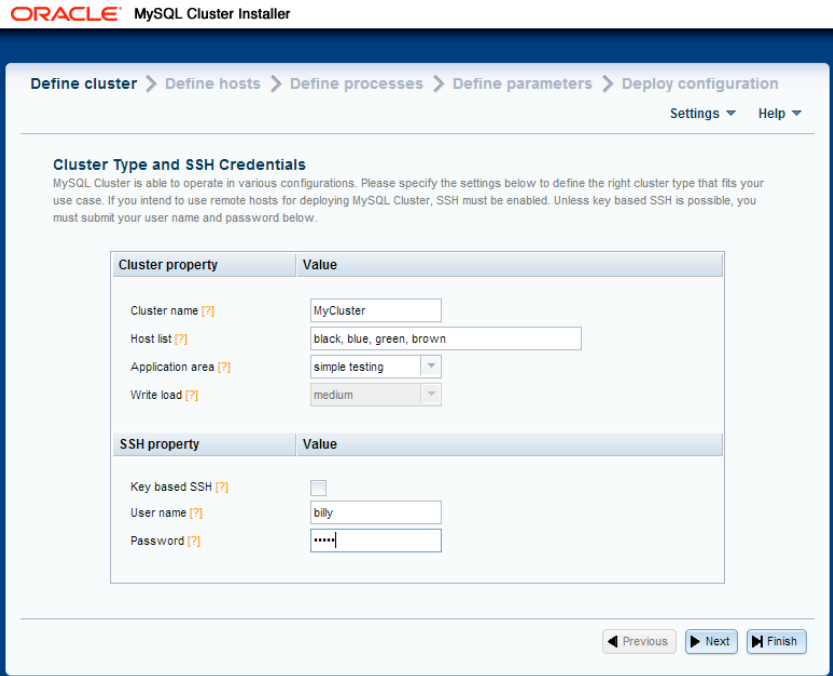 ORACLE® MySQL Cluster Installer
Define cluster > Define hosts > Define processes > Define parameters > Deploy configuration
Settings Help
Cluster Type and SSH Credentials
MySQL Cluster is able to operate in various configurations. Please specify the settings below to define the right cluster type that fits your
use case. If you intend to use remote hosts for deploying MySQL Cluster, SSH must be enabled. Unless key based SSH is possible, you
must submit your user name and password below.
Cluster property Value
Cluster name [?] MyCluster
Host list [?] black, blue, green, brown
Application area [?] simple testing
Write load [?] medium
SSH property Value
Key based SSH [?]
User name [?] billy
Password [?] •••••
Previous Next Finish